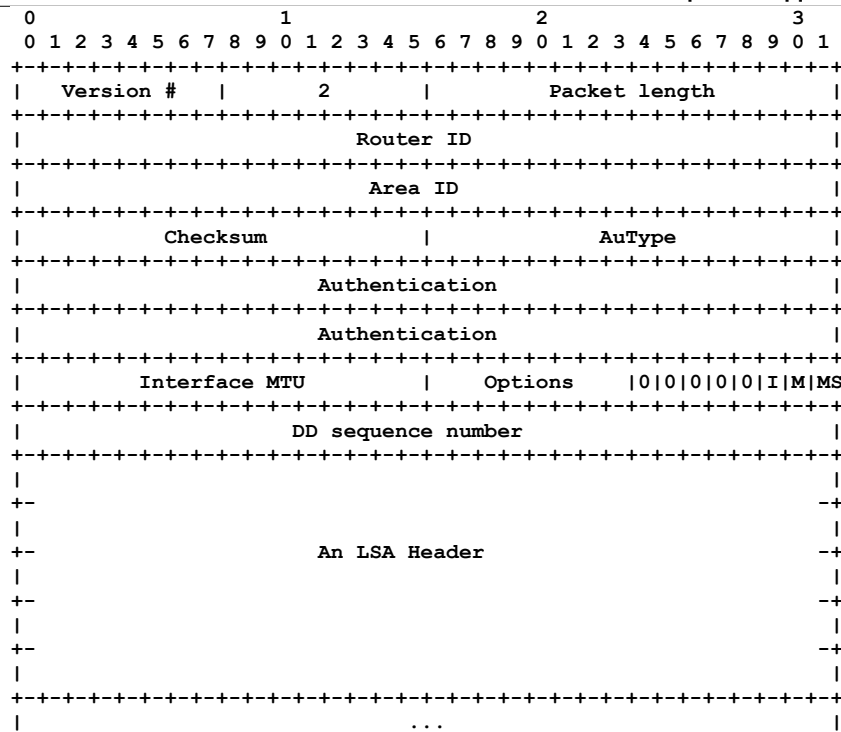 0                   1                   2                   3
 0 1 2 3 4 5 6 7 8 9 0 1 2 3 4 5 6 7 8 9 0 1 2 3 4 5 6 7 8 9 0 1
+-+-+-+-+-+-+-+-+-+-+-+-+-+-+-+-+-+-+-+-+-+-+-+-+-+-+-+-+-+-+-+-+
|   Version #   |       2       |         Packet length         |
+-+-+-+-+-+-+-+-+-+-+-+-+-+-+-+-+-+-+-+-+-+-+-+-+-+-+-+-+-+-+-+-+
|                          Router ID                            |
+-+-+-+-+-+-+-+-+-+-+-+-+-+-+-+-+-+-+-+-+-+-+-+-+-+-+-+-+-+-+-+-+
|                           Area ID                             |
+-+-+-+-+-+-+-+-+-+-+-+-+-+-+-+-+-+-+-+-+-+-+-+-+-+-+-+-+-+-+-+-+
|           Checksum            |             AuType            |
+-+-+-+-+-+-+-+-+-+-+-+-+-+-+-+-+-+-+-+-+-+-+-+-+-+-+-+-+-+-+-+-+
|                       Authentication                          |
+-+-+-+-+-+-+-+-+-+-+-+-+-+-+-+-+-+-+-+-+-+-+-+-+-+-+-+-+-+-+-+-+
|                       Authentication                          |
+-+-+-+-+-+-+-+-+-+-+-+-+-+-+-+-+-+-+-+-+-+-+-+-+-+-+-+-+-+-+-+-+
|         Interface MTU         |    Options    |0|0|0|0|0|I|M|MS
+-+-+-+-+-+-+-+-+-+-+-+-+-+-+-+-+-+-+-+-+-+-+-+-+-+-+-+-+-+-+-+-+
|                     DD sequence number                        |
+-+-+-+-+-+-+-+-+-+-+-+-+-+-+-+-+-+-+-+-+-+-+-+-+-+-+-+-+-+-+-+-+
|                                                               |
+-                                                             -+
|                                                               |
+-                      An LSA Header                          -+
|                                                               |
+-                                                             -+
|                                                               |
+-                                                             -+
|                                                               |
+-+-+-+-+-+-+-+-+-+-+-+-+-+-+-+-+-+-+-+-+-+-+-+-+-+-+-+-+-+-+-+-+
|                              ...                              |